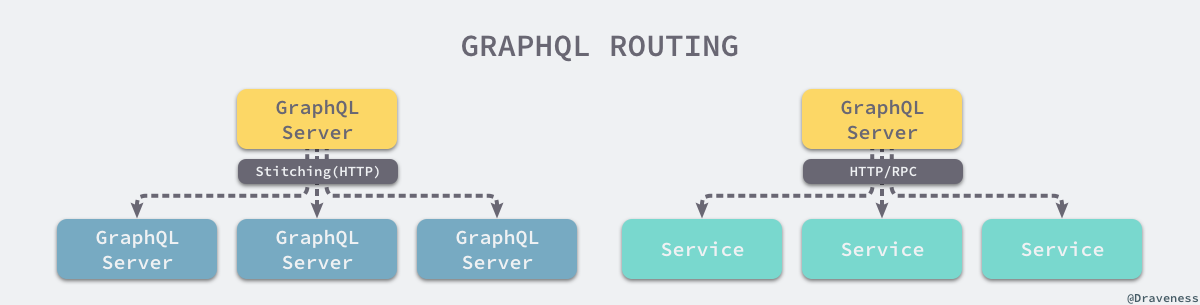 GRAPHQL ROUTING
GraphQL
Server
Stitching(HTTP)
GraphQL
Server
GraphQL
Server
GraphQL
Server
GraphQL
Server
HTTP/RPC
Service
Service
Service
@Draveness